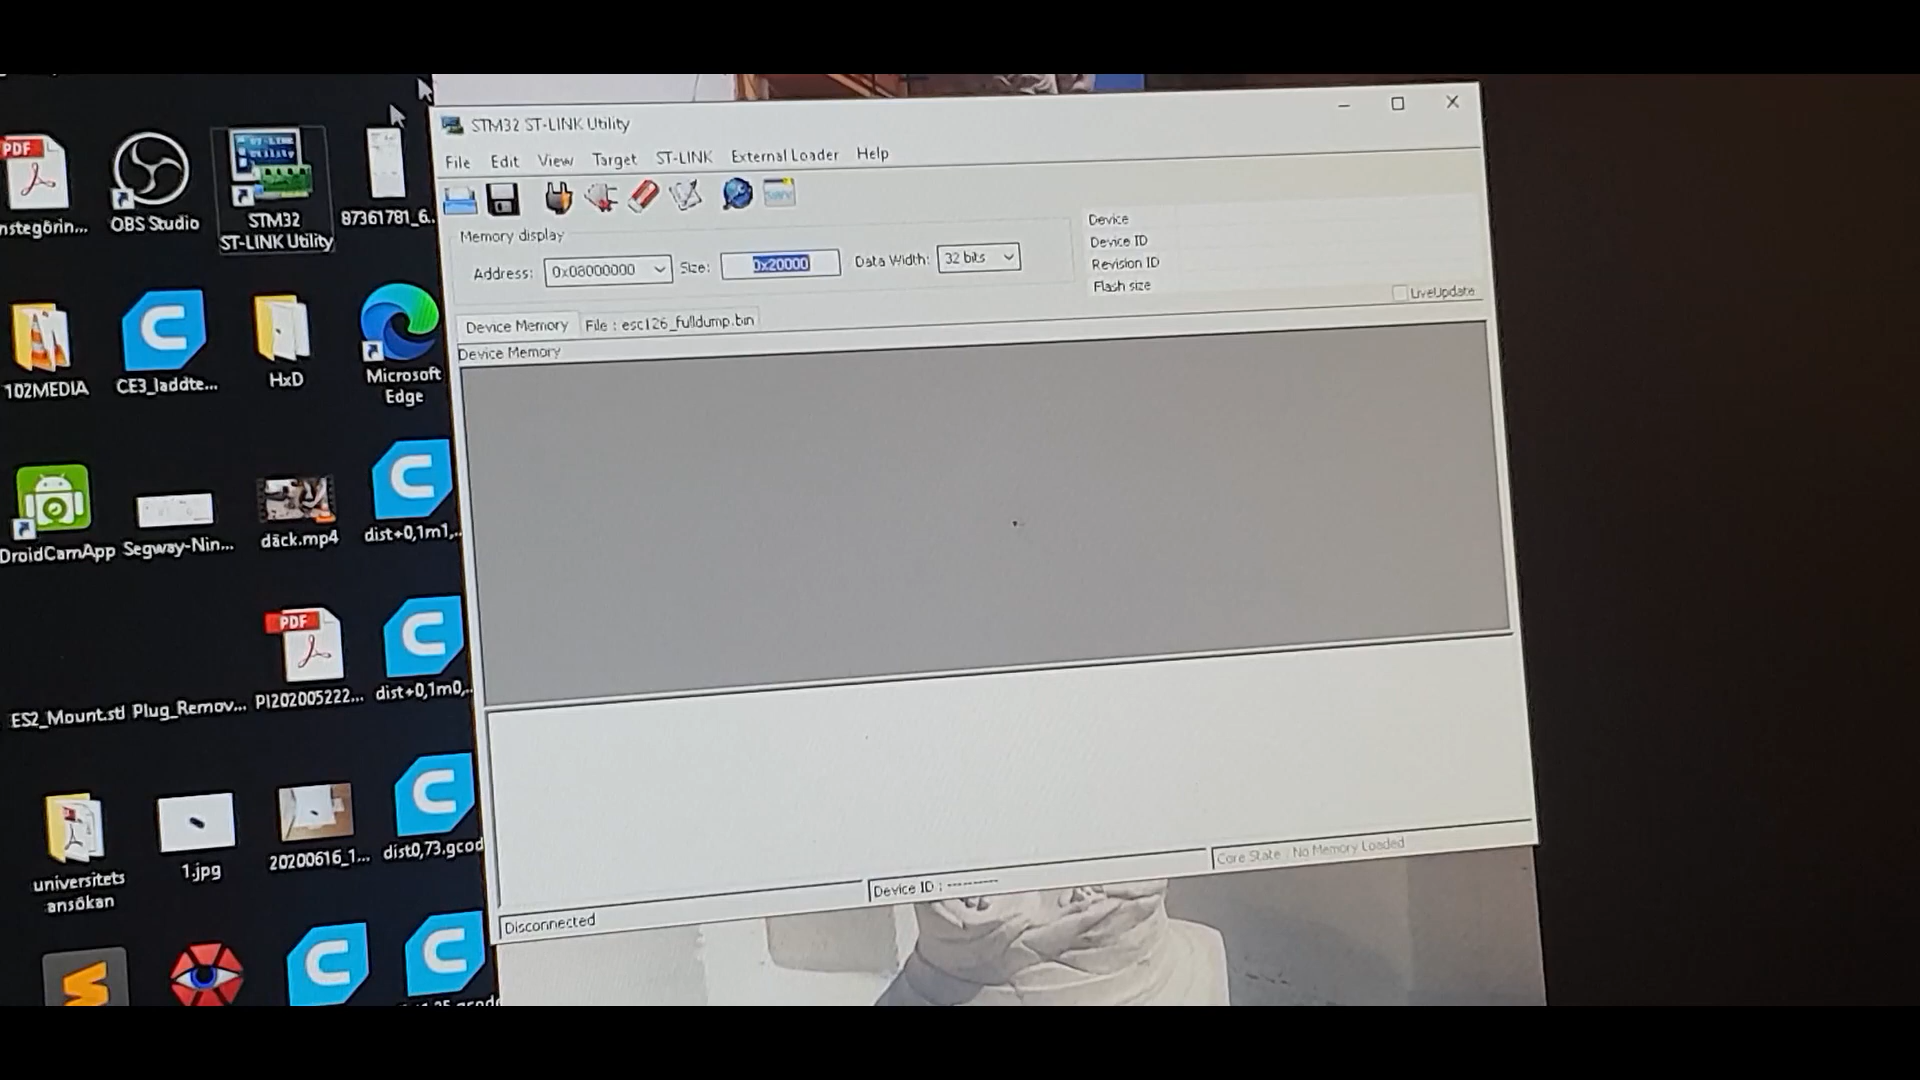 STM32 ST-LINK Utility
File Edit View Target ST-LINK External Loader Help
Memory display
Address: 0x08000000 Size: 0x20000 Data Width: 32 bits
Device
Device ID
Revision ID
Flash size
LiveUpdate
Device Memory File : esc126_fulldump.bin
Device Memory
Disconnected
Device ID : ----------
Core State : No Memory Loaded
PDF
nstegörin...
OBS Studio
STM32
ST-LINK Utility
87361781_6...
102MEDIA
CE3_laddte...
HxD
Microsoft
Edge
DroidCamApp
Segway-Nin...
däck.mp4
dist+0,1m1,...
ES2_Mount.stl
Plug_Remov...
PDF
PI202005222...
dist+0,1m0,...
universitets
ansökan
1.jpg
20200616_1...
dist0,73.gcod